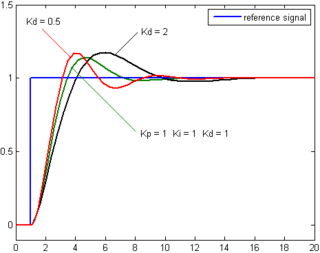 1.5
reference signal
Kd = 0.5
Kd = 2
1
Kp = 1 Ki = 1 Kd = 1
0.5
0
0 2 4 6 8 10 12 14 16 18 20